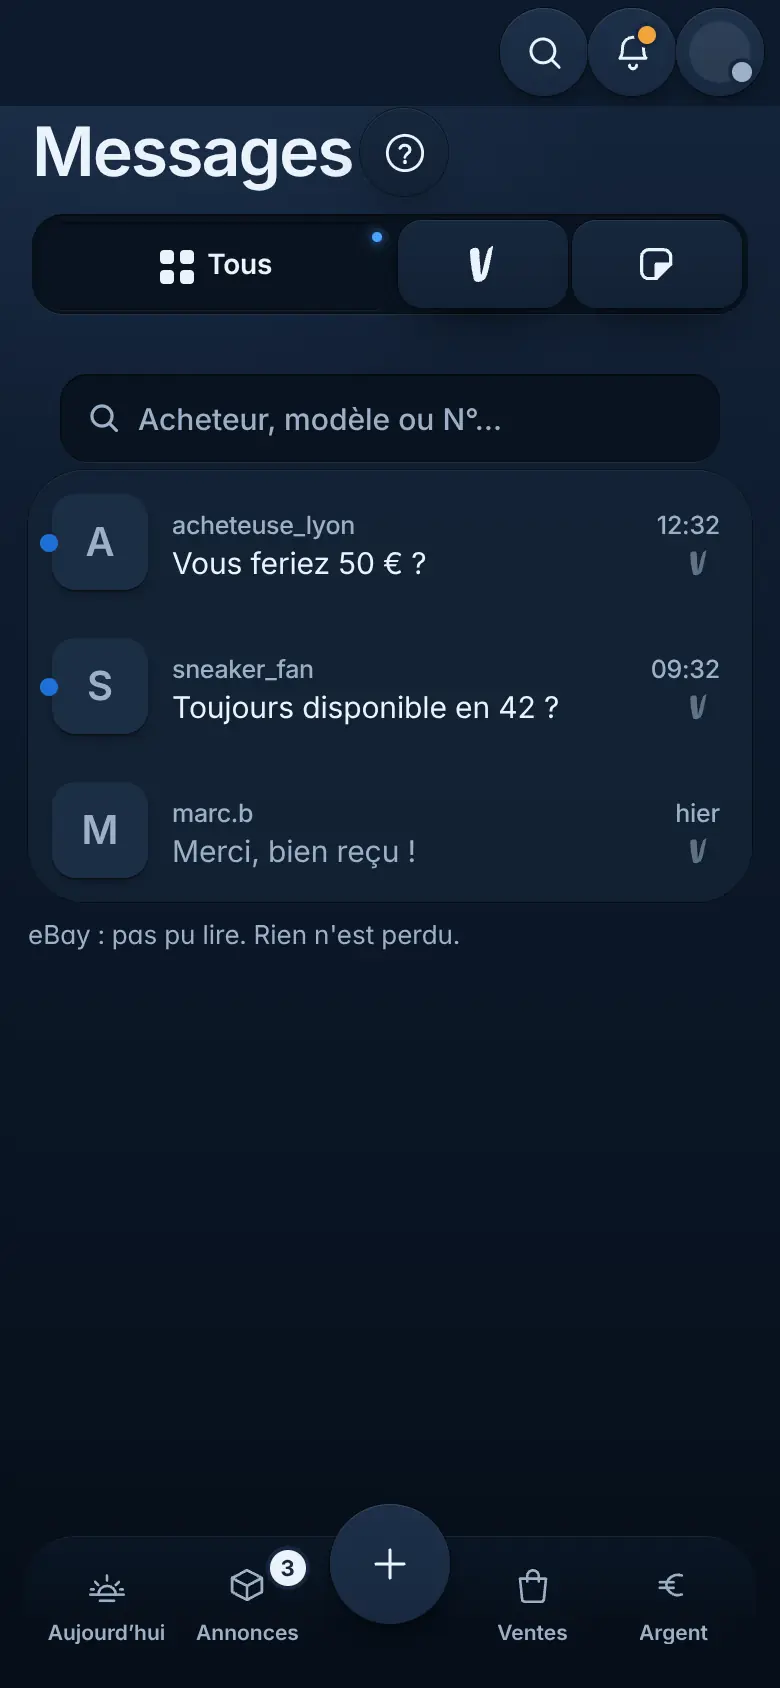 Messages
Tous
Acheteur, modèle ou N°...
A
acheteuse_lyon
12:32
Vous feriez 50 € ?
S
sneaker_fan
09:32
Toujours disponible en 42 ?
M
marc.b
hier
Merci, bien reçu !
eBay : pas pu lire. Rien n'est perdu.
3
Aujourd’hui
Annonces
Ventes
Argent